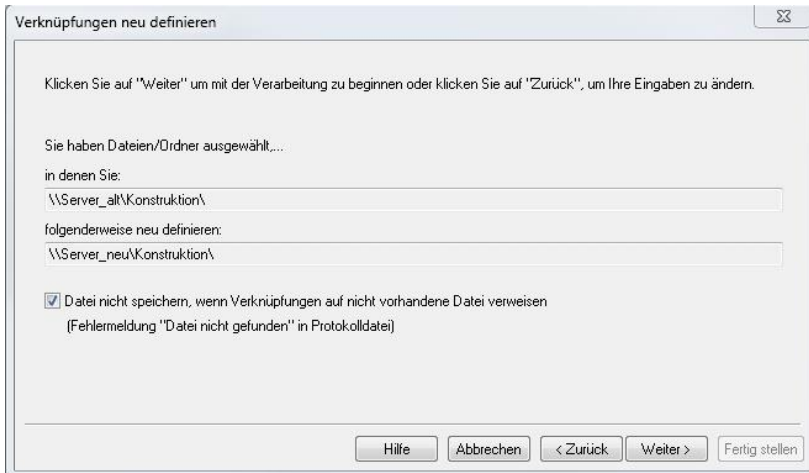 Verknüpfungen neu definieren
Klicken Sie auf "Weiter" um mit der Verarbeitung zu beginnen oder klicken Sie auf "Zurück", um Ihre Eingaben zu ändern.
Sie haben Dateien/Ordner ausgewählt,...
in denen Sie:
\\Server_alt\Konstruktion\
folgenderweise neu definieren:
\\Server_neu\Konstruktion\
Datei nicht speichern, wenn Verknüpfungen auf nicht vorhandene Datei verweisen
(Fehlermeldung "Datei nicht gefunden" in Protokolldatei)
Hilfe Abbrechen < Zurück Weiter > Fertig stellen